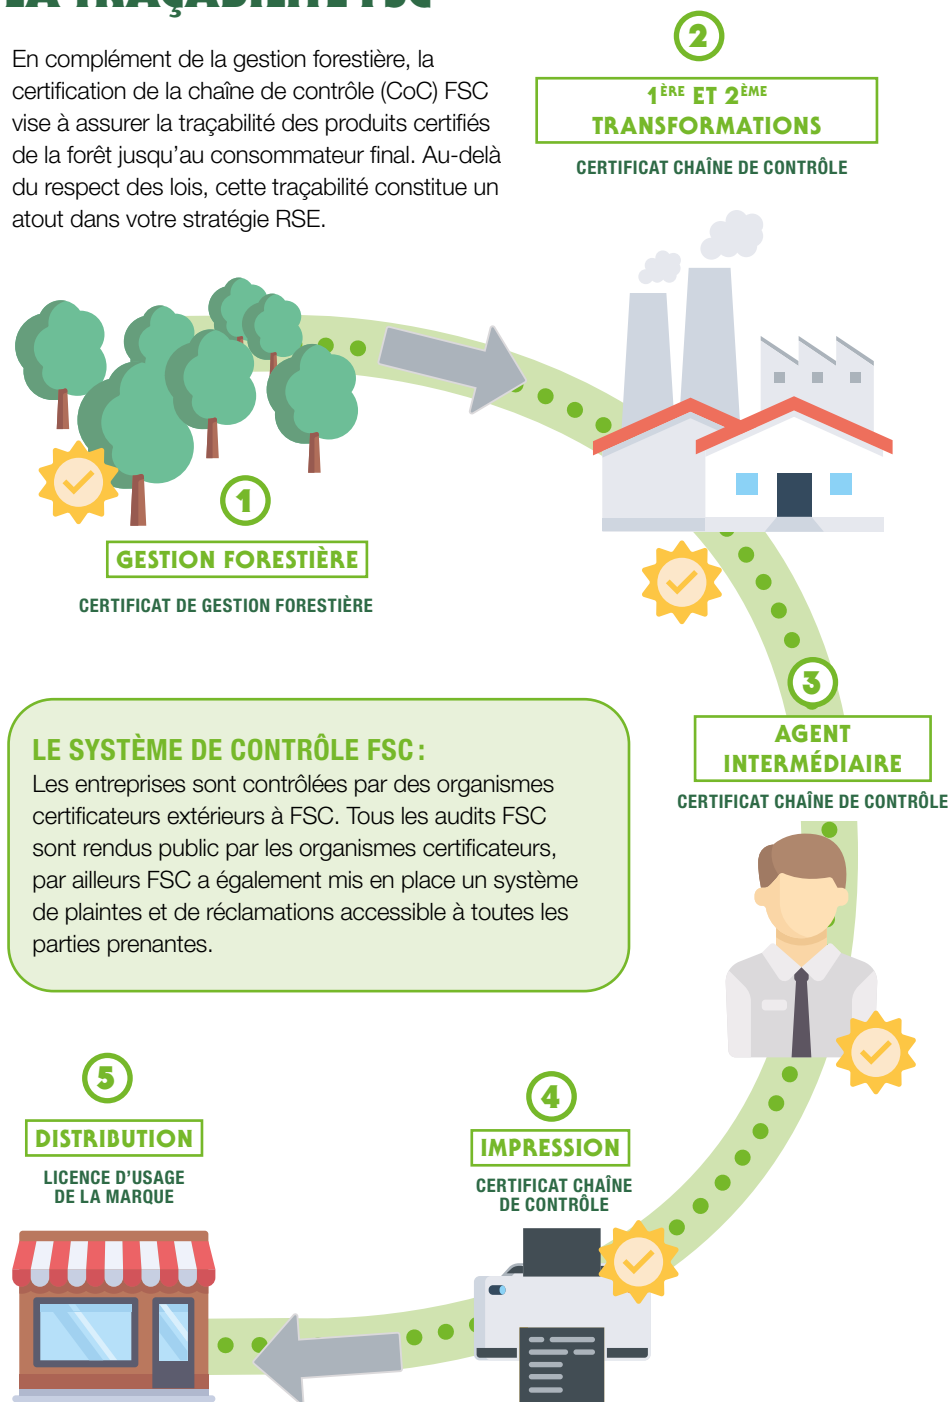 LA TRAÇABILITÉ FSC
En complément de la gestion forestière, la
certification de la chaîne de contrôle (CoC) FSC
vise à assurer la traçabilité des produits certifiés
de la forêt jusqu'au consommateur final. Au-delà
du respect des lois, cette traçabilité constitue un
atout dans votre stratégie RSE.
1
GESTION FORESTIÈRE
CERTIFICAT DE GESTION FORESTIÈRE
2
1ÈRE ET 2ÈME
TRANSFORMATIONS
CERTIFICAT CHAÎNE DE CONTRÔLE
3
AGENT
INTERMÉDIAIRE
CERTIFICAT CHAÎNE DE CONTRÔLE
LE SYSTÈME DE CONTRÔLE FSC :
Les entreprises sont contrôlées par des organismes
certificateurs extérieurs à FSC. Tous les audits FSC
sont rendus public par les organismes certificateurs,
par ailleurs FSC a également mis en place un système
de plaintes et de réclamations accessible à toutes les
parties prenantes.
4
IMPRESSION
CERTIFICAT CHAÎNE
DE CONTRÔLE
5
DISTRIBUTION
LICENCE D'USAGE
DE LA MARQUE